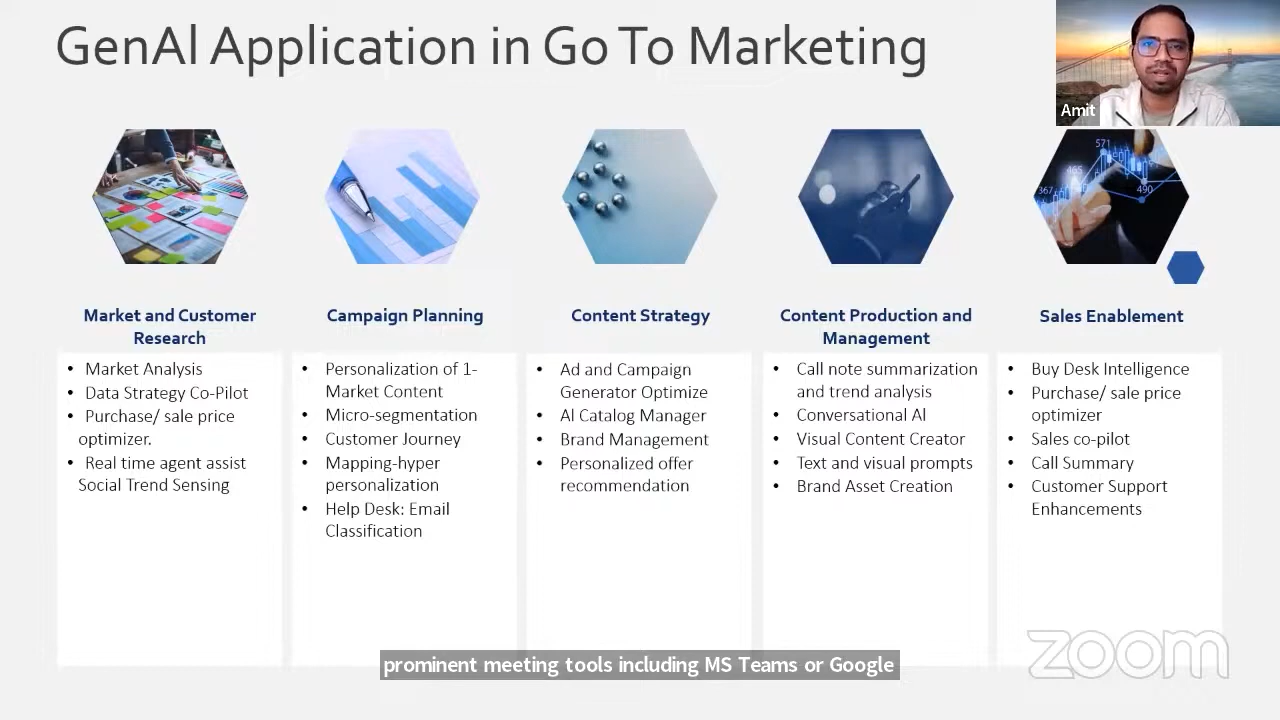 GenAI Application in Go To Marketing
Amit
571
465
367
490
Market and Customer
Research
• Market Analysis
• Data Strategy Co-Pilot
• Purchase/ sale price
optimizer.
• Real time agent assist
Social Trend Sensing
Campaign Planning
• Personalization of 1-
Market Content
• Micro-segmentation
• Customer Journey
• Mapping-hyper
personalization
• Help Desk: Email
Classification
Content Strategy
• Ad and Campaign
Generator Optimize
• AI Catalog Manager
• Brand Management
• Personalized offer
recommendation
Content Production and
Management
• Call note summarization
and trend analysis
• Conversational AI
• Visual Content Creator
• Text and visual prompts
• Brand Asset Creation
Sales Enablement
• Buy Desk Intelligence
• Purchase/ sale price
optimizer
• Sales co-pilot
• Call Summary
• Customer Support
Enhancements
prominent meeting tools including MS Teams or Google
zoom